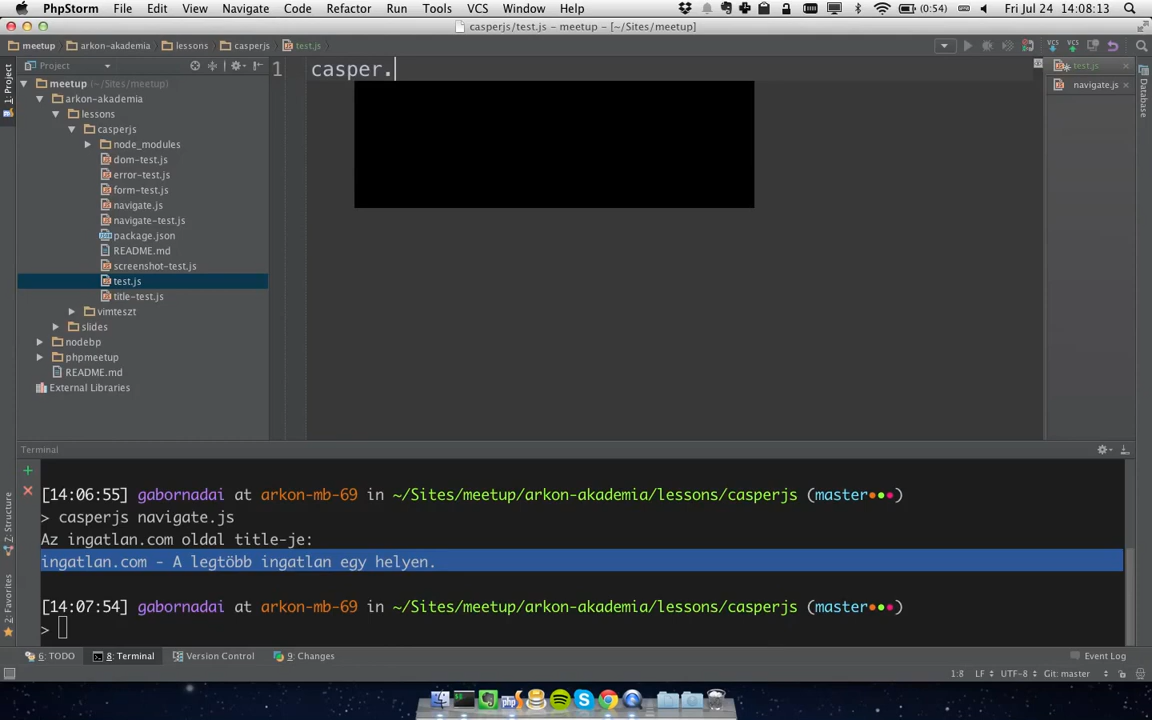 PhpStorm File Edit View Navigate Code Refactor Run Tools VCS Window Help (0:54) Fri Jul 24 14:08:13
casperjs/test.js – meetup – [~/Sites/meetup]
meetup arkon-akademia lessons casperjs test.js
1: Project
Project
meetup (~/Sites/meetup)
arkon-akademia
lessons
casperjs
node_modules
dom-test.js
error-test.js
form-test.js
navigate.js
navigate-test.js
package.json
README.md
screenshot-test.js
test.js
title-test.js
vimteszt
slides
nodebp
phpmeetup
README.md
External Libraries
1 casper.
test.js
navigate.js
Database
Terminal
[14:06:55] gabornadai at arkon-mb-69 in ~/Sites/meetup/arkon-akademia/lessons/casperjs (master•••)
> casperjs navigate.js
Az ingatlan.com oldal title-je:
ingatlan.com - A legtöbb ingatlan egy helyen.
[14:07:54] gabornadai at arkon-mb-69 in ~/Sites/meetup/arkon-akademia/lessons/casperjs (master•••)
>
Z: Structure
2: Favorites
6: TODO 8: Terminal Version Control 9: Changes Event Log
1:8 LF UTF-8 Git: master